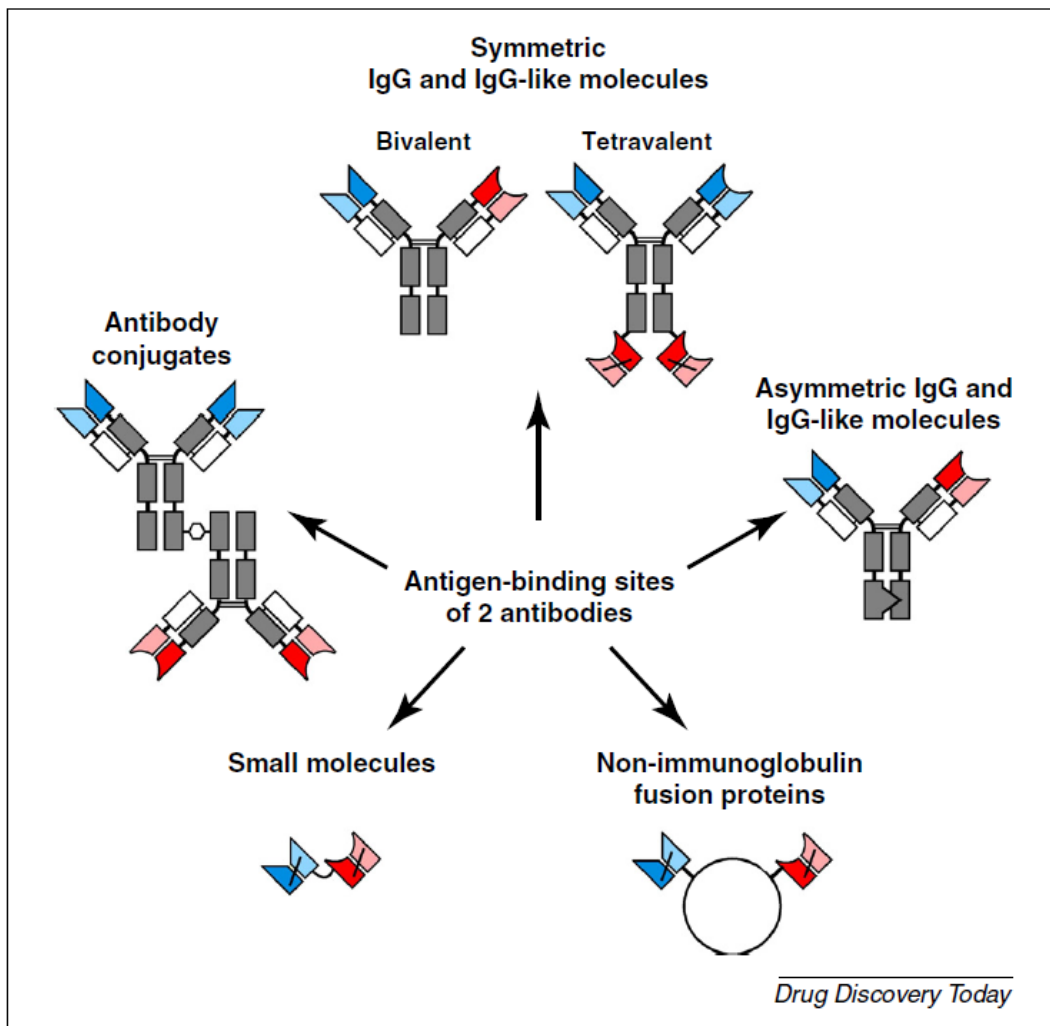 Symmetric
IgG and IgG-like molecules
Bivalent
Tetravalent
Antibody
conjugates
Asymmetric IgG and
IgG-like molecules
Antigen-binding sites
of 2 antibodies
Small molecules
Non-immunoglobulin
fusion proteins
Drug Discovery Today